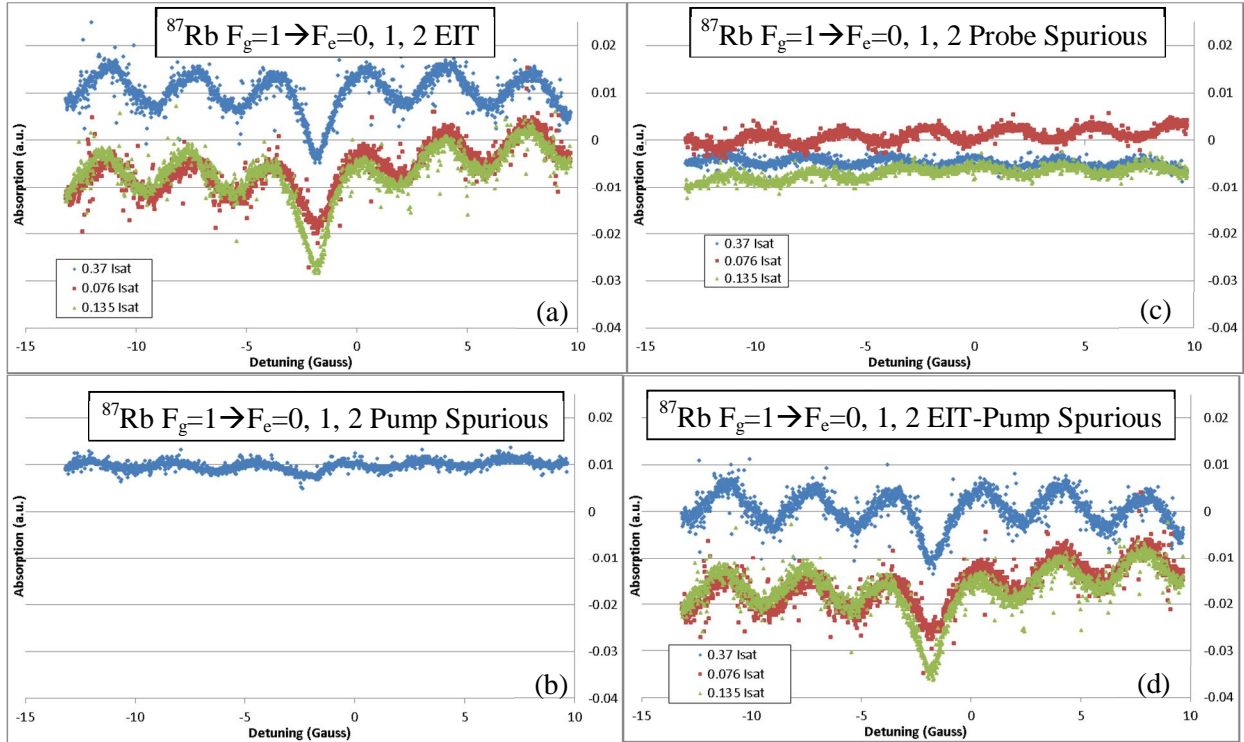 ⁸⁷Rb Fg=1➔Fe=0, 1, 2 EIT
0.02
0.01
0
-0.01
-0.02
-0.03
-0.04
Absorption (a.u.)
0.37 Isat
0.076 Isat
0.135 Isat
(a)
-15
-10
-5
0
5
10
Detuning (Gauss)
⁸⁷Rb Fg=1➔Fe=0, 1, 2 Probe Spurious
0.02
0.01
0
-0.01
-0.02
-0.03
-0.04
Absorption (a.u.)
0.37 Isat
0.076 Isat
0.135 Isat
(c)
-15
-10
-5
0
5
10
Detuning (Gauss)
⁸⁷Rb Fg=1➔Fe=0, 1, 2 Pump Spurious
0.02
0.01
0
-0.01
-0.02
-0.03
-0.04
Absorption (a.u.)
(b)
-15
-10
-5
0
5
10
Detuning (Gauss)
⁸⁷Rb Fg=1➔Fe=0, 1, 2 EIT-Pump Spurious
0.02
0.01
0
-0.01
-0.02
-0.03
-0.04
Absorption (a.u.)
0.37 Isat
0.076 Isat
0.135 Isat
(d)
-15
-10
-5
0
5
10
Detuning (Gauss)